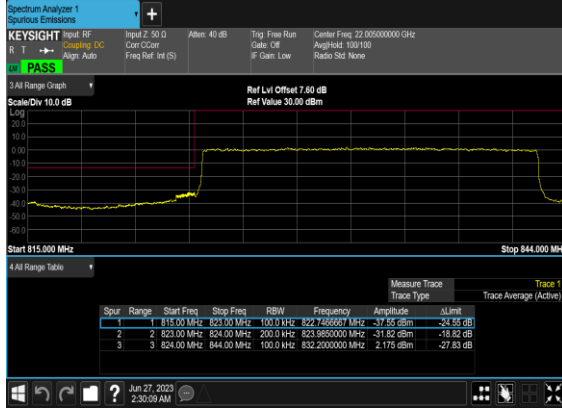 Spectrum Analyzer 1
Spurious Emissions
+
KEYSIGHT Input: RF Input Z: 50 Ω Atten: 40 dB Trig: Free Run Center Freq: 22.005000000 GHz
R T Coupling: DC Corr CCorr Gate: Off Avg|Hold: 100/100
Align: Auto Freq Ref: Int (S) IF Gain: Low Radio Std: None
PASS
3 All Range Graph
Ref Lvl Offset 7.60 dB
Scale/Div 10.0 dB Ref Value 30.00 dBm
Log
20.0
10.0
0.00
-10.0
-20.0
-30.0
-40.0
-50.0
-60.0
Start 815.000 MHz Stop 844.000 MH
4 All Range Table
Measure Trace Trace 1
Trace Type Trace Average (Active)
Spur Range Start Freq Stop Freq RBW Frequency Amplitude ΔLimit
1 1 815.00 MHz 823.00 MHz 100.0 kHz 822.7466667 MHz -37.55 dBm -24.55 dB
2 2 823.00 MHz 824.00 MHz 200.0 kHz 823.9850000 MHz -31.82 dBm -18.82 dB
3 3 824.00 MHz 844.00 MHz 100.0 kHz 832.2000000 MHz 2.175 dBm -27.83 dB
? Jun 27, 2023
2:30:09 AM